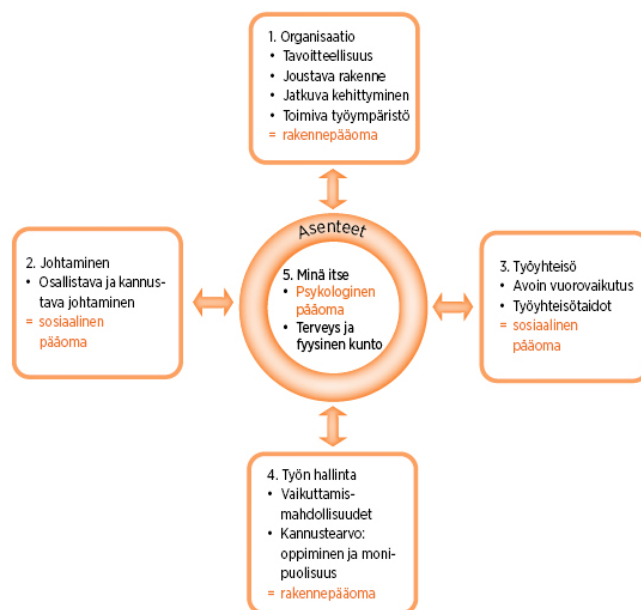 1. Organisaatio
• Tavoitteellisuus
• Joustava rakenne
• Jatkuva kehittyminen
• Toimiva työympäristö
= rakennepääoma
Asenteet
2. Johtaminen
• Osallistava ja kannus-
tava johtaminen
= sosiaalinen
pääoma
5. Minä itse
• Psykologinen
pääoma
• Terveys ja
fyysinen kunto
3. Työyhteisö
• Avoin vuorovaikutus
• Työyhteisötaidot
= sosiaalinen
pääoma
4. Työn hallinta
• Vaikuttamis-
mahdollisuudet
• Kannustearvo:
oppiminen ja moni-
puolisuus
= rakennepääoma